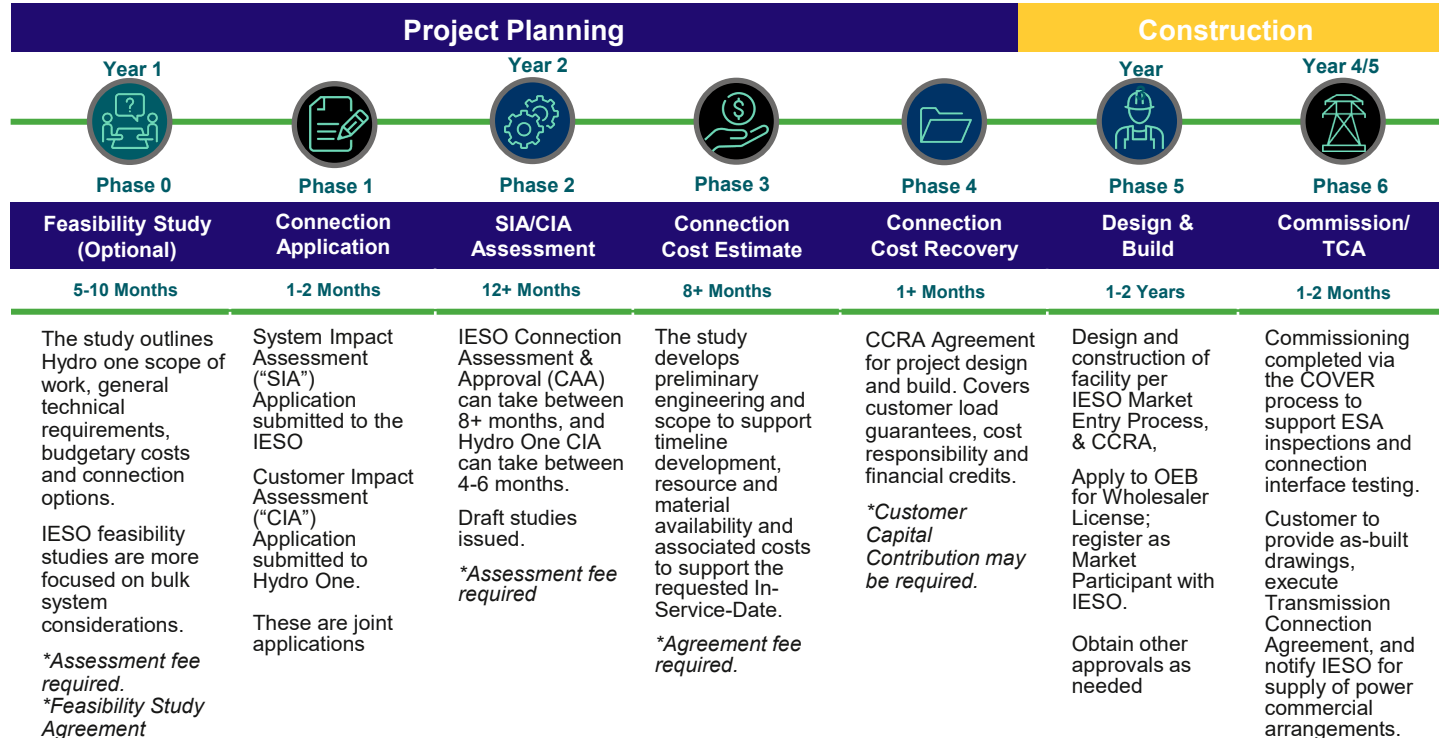 Project Planning
Construction
Year 1
Year 2
Year
Year 4/5
?
$
Phase 0
Phase 1
Phase 2
Phase 3
Phase 4
Phase 5
Phase 6
Feasibility Study
(Optional)
Connection
Application
SIA/CIA
Assessment
Connection
Cost Estimate
Connection
Cost Recovery
Design &
Build
Commission/
TCA
5-10 Months
1-2 Months
12+ Months
8+ Months
1+ Months
1-2 Years
1-2 Months
The study outlines
Hydro one scope of
work, general
technical
requirements,
budgetary costs
and connection
options.
IESO feasibility
studies are more
focused on bulk
system
considerations.
*Assessment fee
required.
*Feasibility Study
Agreement
System Impact
Assessment
(“SIA”)
Application
submitted to the
IESO
Customer Impact
Assessment
(“CIA”)
Application
submitted to
Hydro One.
These are joint
applications
IESO Connection
Assessment &
Approval (CAA)
can take between
8+ months, and
Hydro One CIA
can take between
4-6 months.
Draft studies
issued.
*Assessment fee
required
The study
develops
preliminary
engineering and
scope to support
timeline
development,
resource and
material
availability and
associated costs
to support the
requested In-
Service-Date.
*Agreement fee
required.
CCRA Agreement
for project design
and build. Covers
customer load
guarantees, cost
responsibility and
financial credits.
*Customer
Capital
Contribution may
be required.
Design and
construction of
facility per
IESO Market
Entry Process,
& CCRA,
Apply to OEB
for Wholesaler
License;
register as
Market
Participant with
IESO.
Obtain other
approvals as
needed
Commissioning
completed via
the COVER
process to
support ESA
inspections and
connection
interface testing.
Customer to
provide as-built
drawings,
execute
Transmission
Connection
Agreement, and
notify IESO for
supply of power
commercial
arrangements.